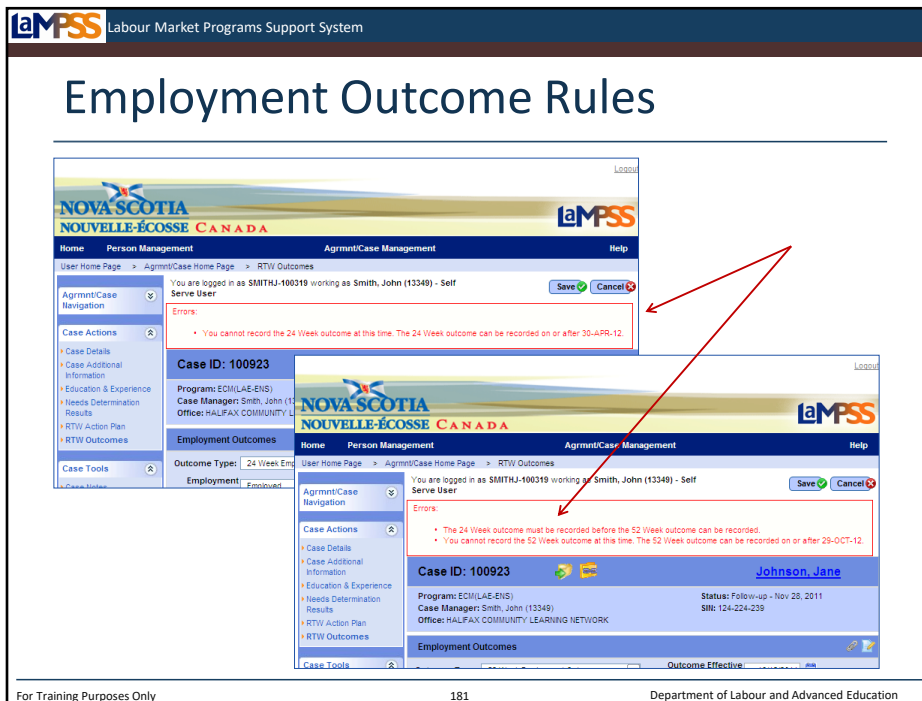 LaMPSS Labour Market Programs Support System
Employment Outcome Rules
Logout
NOVA SCOTIA
NOUVELLE-ÉCOSSE CANADA
LaMPSS
Home Person Management Agrmnt/Case Management Help
User Home Page > Agrmnt/Case Home Page > RTW Outcomes
Agrmnt/Case Navigation
You are logged in as SMITHJ-100319 working as Smith, John (13349) - Self
Serve User
Save Cancel
Errors:
• You cannot record the 24 Week outcome at this time. The 24 Week outcome can be recorded on or after 30-APR-12.
Case Actions
Case Details
Case Additional
Information
Education & Experience
Needs Determination
Results
RTW Action Plan
RTW Outcomes
Case Tools
Case Notes
Case ID: 100923
Program: ECM(LAE-ENS)
Case Manager: Smith, John (13
Office: HALIFAX COMMUNITY L
Employment Outcomes
Outcome Type: 24 Week Emp
Employment Employed
Logout
NOVA SCOTIA
NOUVELLE-ÉCOSSE CANADA
LaMPSS
Home Person Management Agrmnt/Case Management Help
User Home Page > Agrmnt/Case Home Page > RTW Outcomes
Agrmnt/Case
Navigation
You are logged in as SMITHJ-100319 working as Smith, John (13349) - Self
Serve User
Save Cancel
Errors:
• The 24 Week outcome must be recorded before the 52 Week outcome can be recorded.
• You cannot record the 52 Week outcome at this time. The 52 Week outcome can be recorded on or after 29-OCT-12.
Case Actions
Case Details
Case Additional
Information
Education & Experience
Needs Determination
Results
RTW Action Plan
RTW Outcomes
Case Tools
Case ID: 100923 Johnson, Jane
Program: ECM(LAE-ENS) Status: Follow-up - Nov 28, 2011
Case Manager: Smith, John (13349) SIN: 124-224-239
Office: HALIFAX COMMUNITY LEARNING NETWORK
Employment Outcomes
Outcome Effective
For Training Purposes Only 181 Department of Labour and Advanced Education